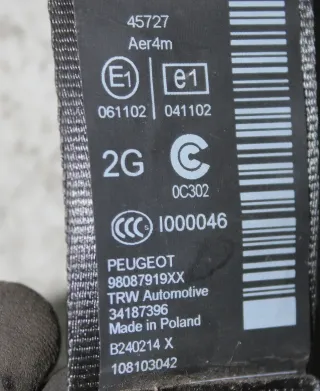 45727
Aer4m
E1 e1
061102 041102
2G C
0C302
CCC S I000046
PEUGEOT
98087919XX
TRW Automotive
34187396
Made in Poland
B240214 X
108103042